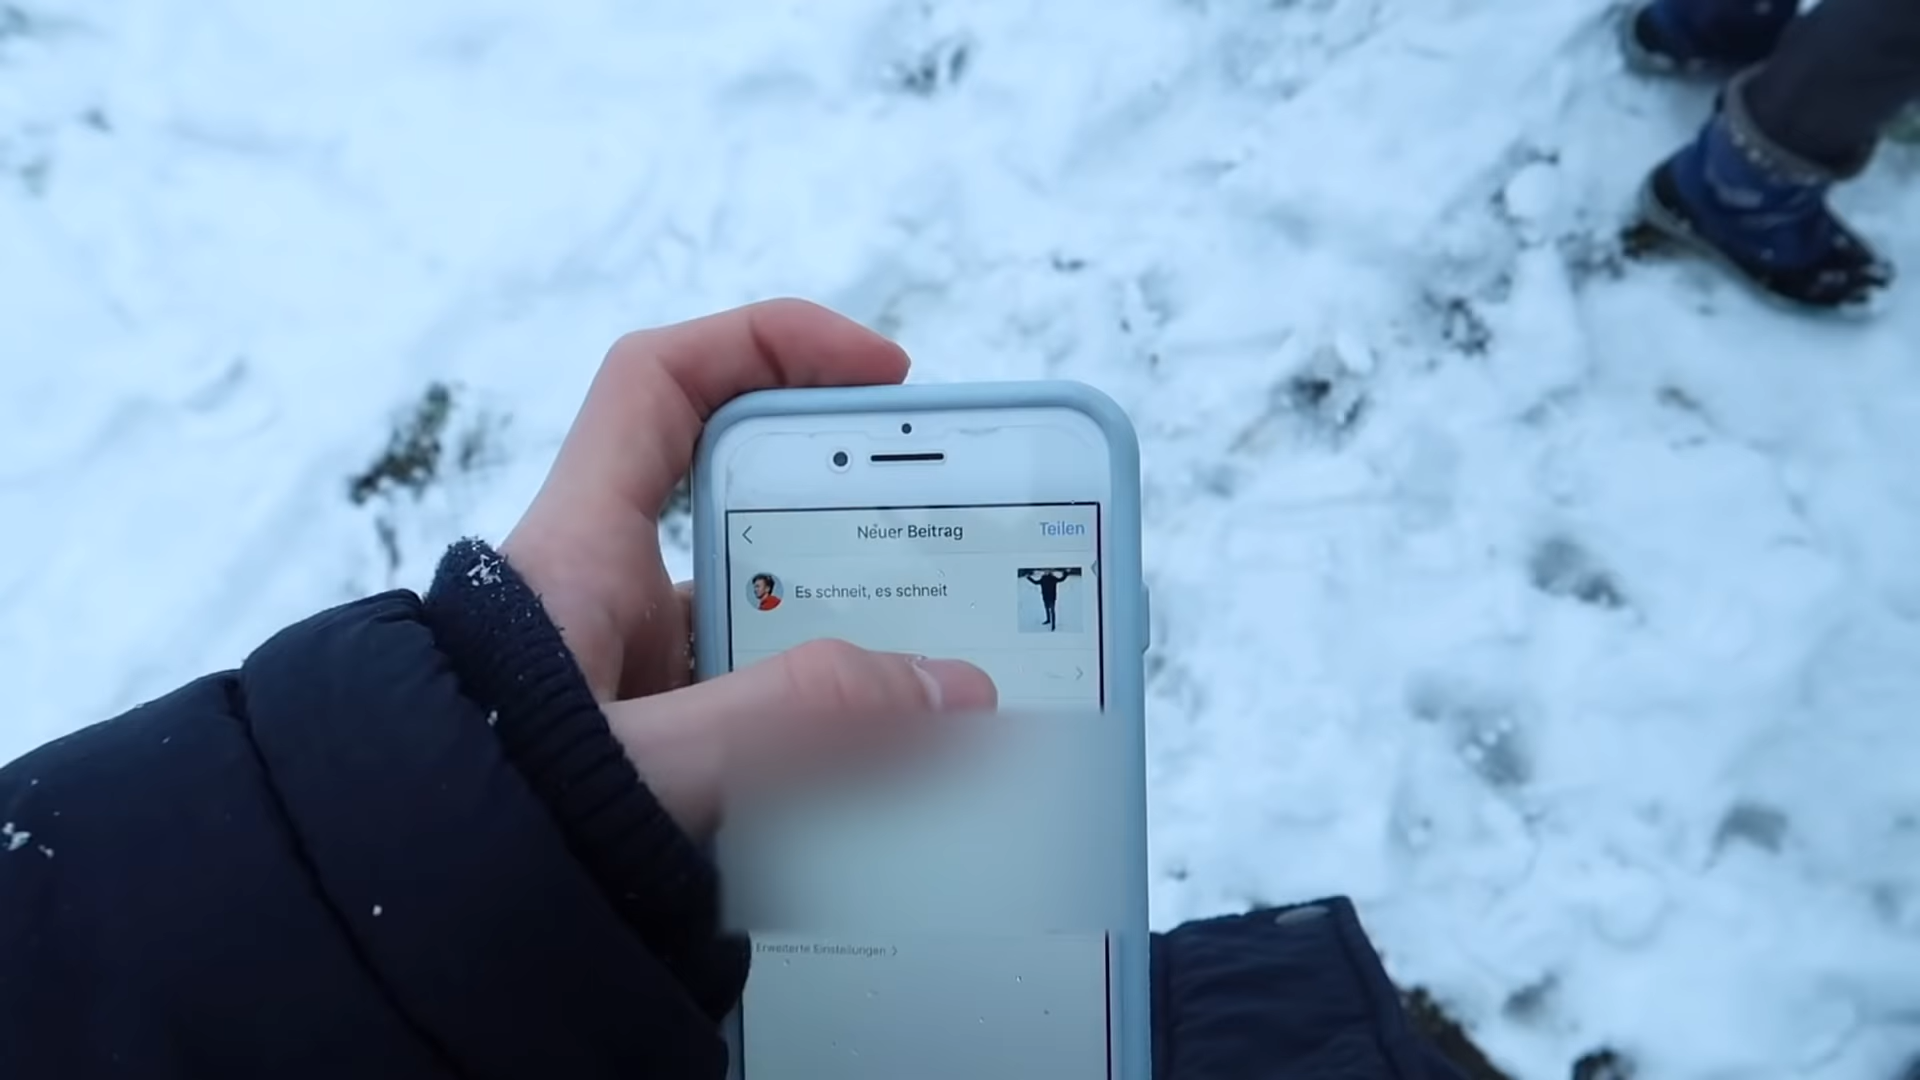 Neuer Beitrag
Teilen
Es schneit, es schneit
Erweiterte Einstellungen